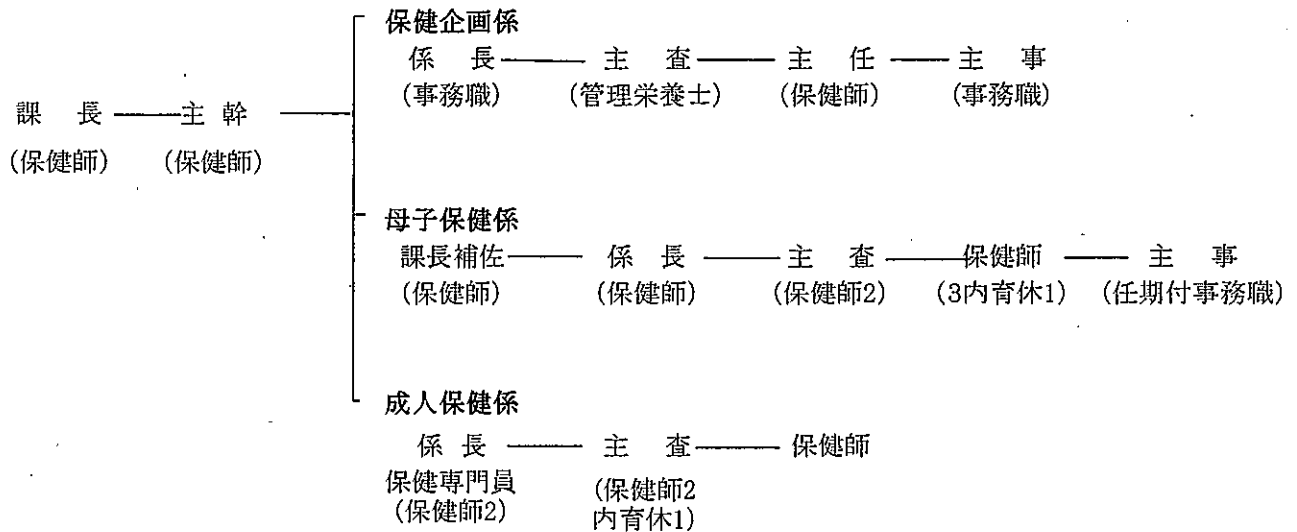 保健企画係
係 長 主 査 主 任 主 事
(事務職) (管理栄養士) (保健師) (事務職)
課 長 主 幹
(保健師) (保健師)
母子保健係
課長補佐 係 長 主 査 保健師 主 事
(保健師) (保健師) (保健師2) (3内育休1) (任期付事務職)
成人保健係
係 長 主 査 保健師
保健専門員 (保健師2
(保健師2) 内育休1)